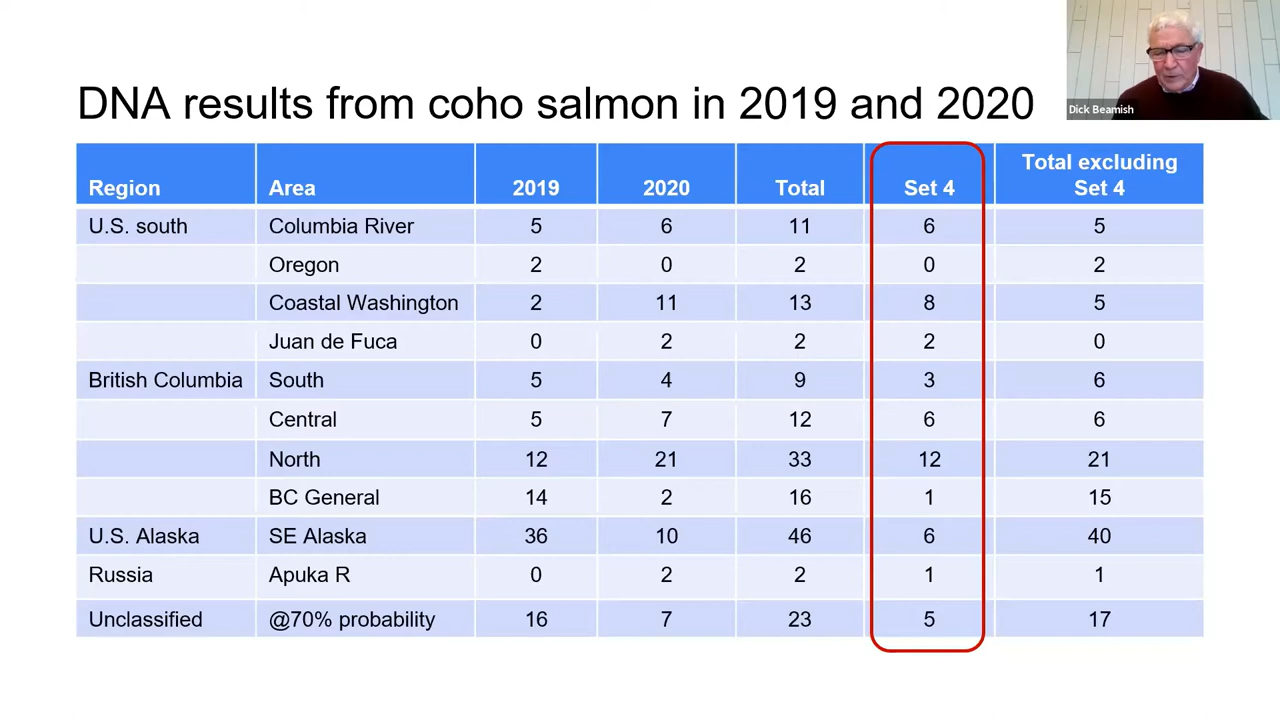 Dick Beamish
DNA results from coho salmon in 2019 and 2020
Region Area 2019 2020 Total Set 4 Total excluding Set 4
U.S. south Columbia River 5 6 11 6 5
Oregon 2 0 2 0 2
Coastal Washington 2 11 13 8 5
Juan de Fuca 0 2 2 2 0
British Columbia South 5 4 9 3 6
Central 5 7 12 6 6
North 12 21 33 12 21
BC General 14 2 16 1 15
U.S. Alaska SE Alaska 36 10 46 6 40
Russia Apuka R 0 2 2 1 1
Unclassified @70% probability 16 7 23 5 17